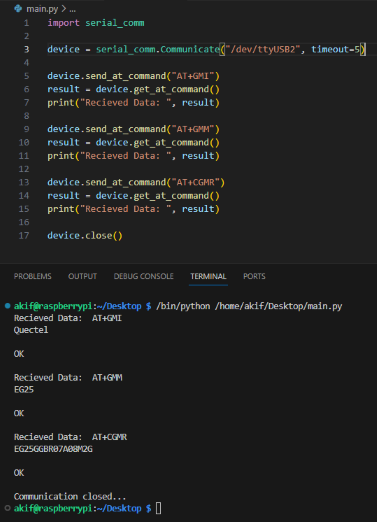 main.py > ...
1 import serial_comm
2
3 device = serial_comm.Communicate("/dev/ttyUSB2", timeout=5)
4
5 device.send_at_command("AT+GMI")
6 result = device.get_at_command()
7 print("Recieved Data: ", result)
8
9 device.send_at_command("AT+GMM")
10 result = device.get_at_command()
11 print("Recieved Data: ", result)
12
13 device.send_at_command("AT+CGMR")
14 result = device.get_at_command()
15 print("Recieved Data: ", result)
16
17 device.close()
PROBLEMS OUTPUT DEBUG CONSOLE TERMINAL PORTS
akif@raspberrypi:~/Desktop $ /bin/python /home/akif/Desktop/main.py
Recieved Data:  AT+GMI
Quectel
OK
Recieved Data:  AT+GMM
EG25
OK
Recieved Data:  AT+CGMR
EG25GGBR07A08M2G
OK
Communication closed...
akif@raspberrypi:~/Desktop $